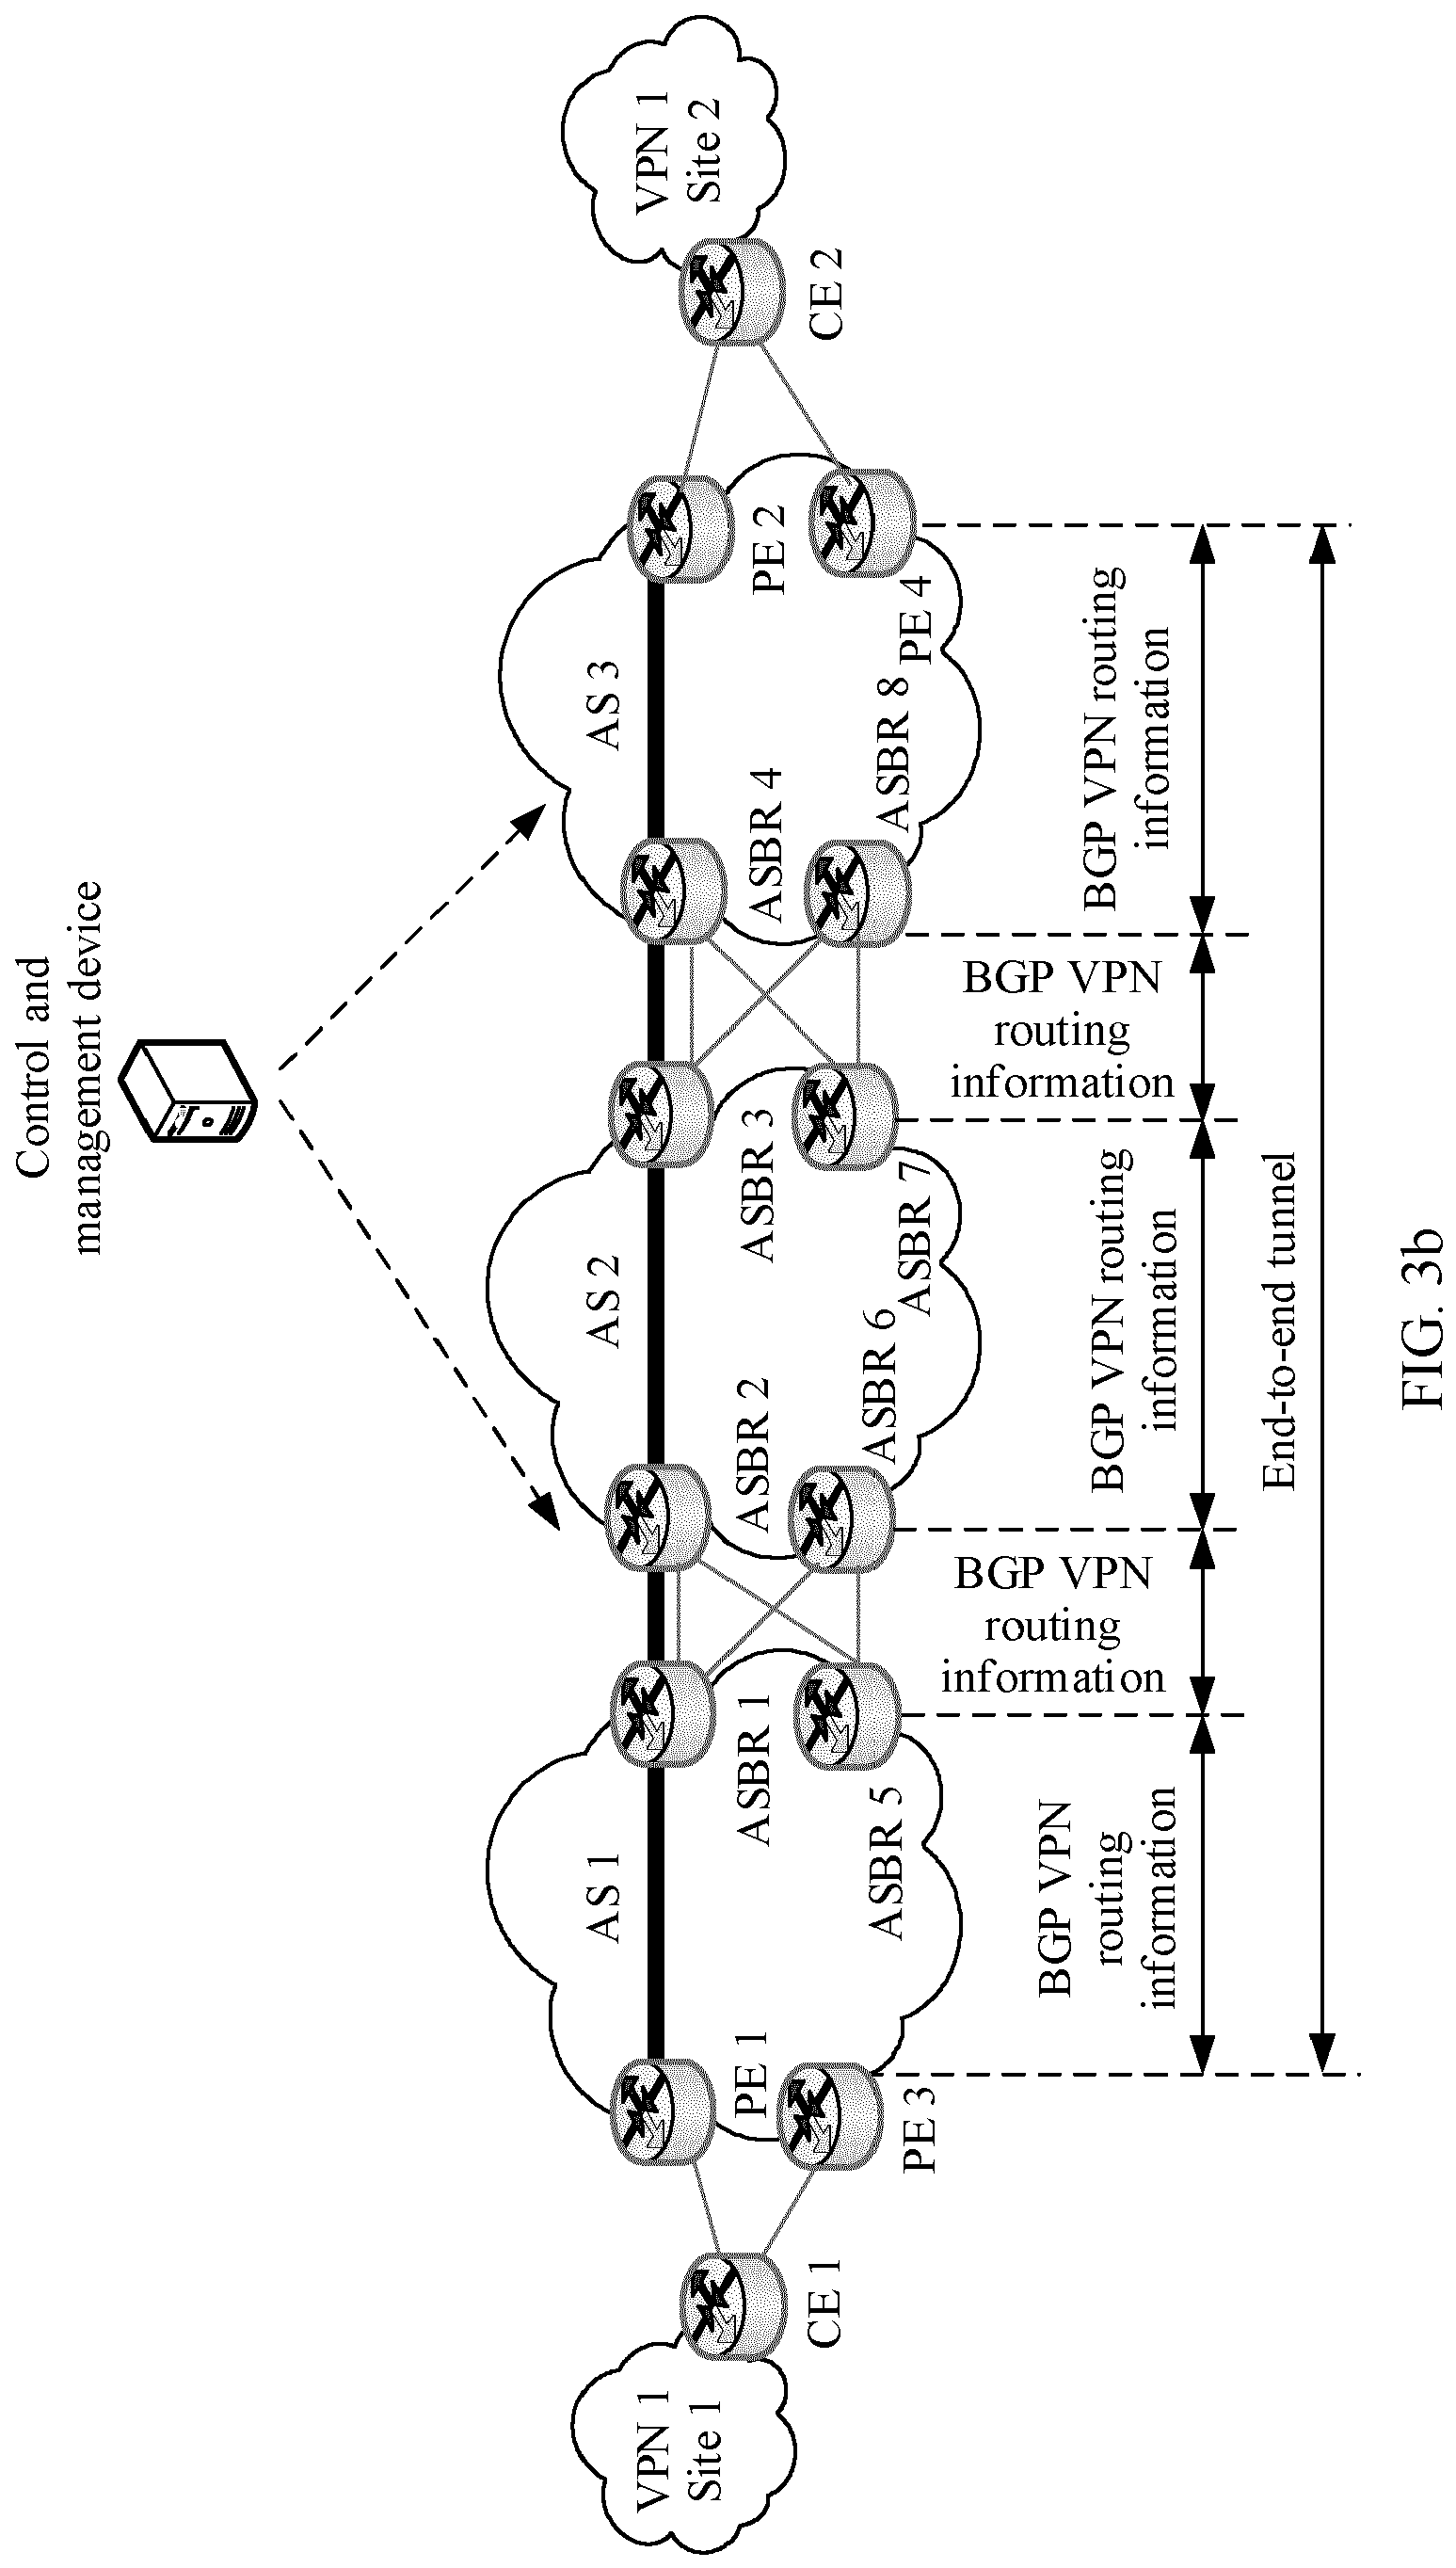 Control and
management device
AS 1
AS 2
AS 3
VPN 1
Site 1
VPN 1
Site 2
PE 1
ASBR 1
ASBR 2
ASBR 3
ASBR 4
PE 2
CE 1
CE 2
PE 3
ASBR 5
ASBR 6
ASBR 7
ASBR 8
PE 4
BGP VPN
routing
information
BGP VPN
routing
information
BGP VPN routing
information
BGP VPN
routing
information
BGP VPN routing
information
End-to-end tunnel
FIG. 3b